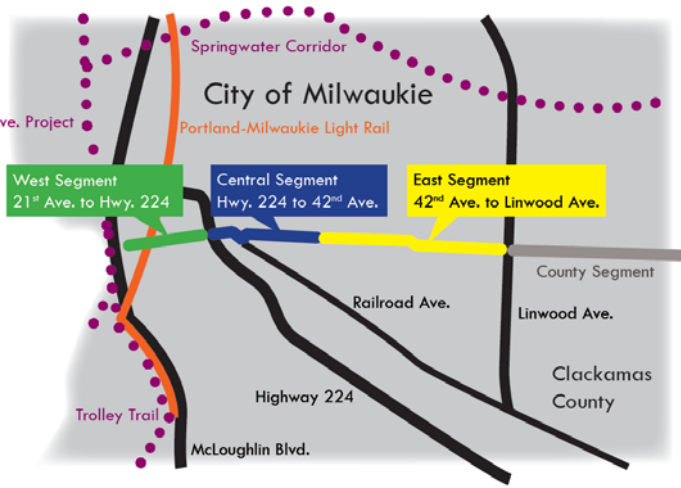 Springwater Corridor
City of Milwaukie
ve. Project
Portland-Milwaukie Light Rail
West Segment
21st Ave. to Hwy. 224
Central Segment
Hwy. 224 to 42nd Ave.
East Segment
42nd Ave. to Linwood Ave.
County Segment
Railroad Ave.
Linwood Ave.
Highway 224
Clackamas
County
Trolley Trail
McLoughlin Blvd.